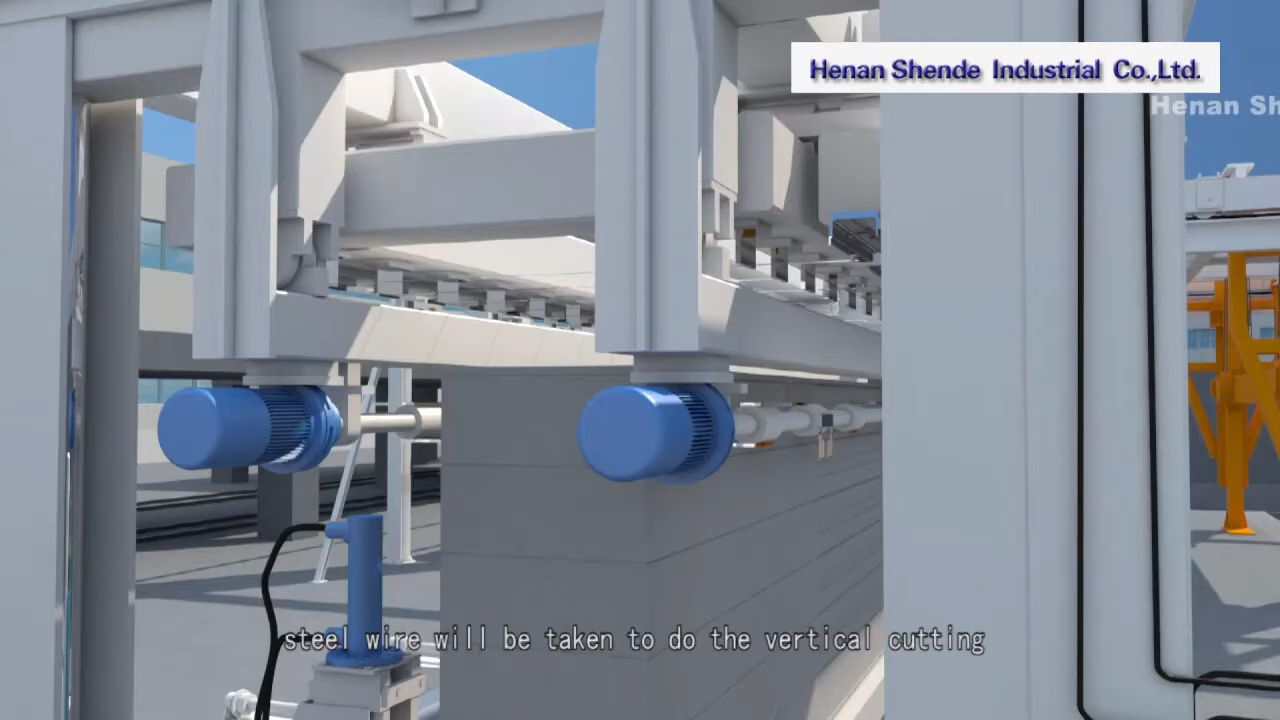 Henan Shende Industrial Co.,Ltd.
Henan Sh
steel wire will be taken to do the vertical cutting